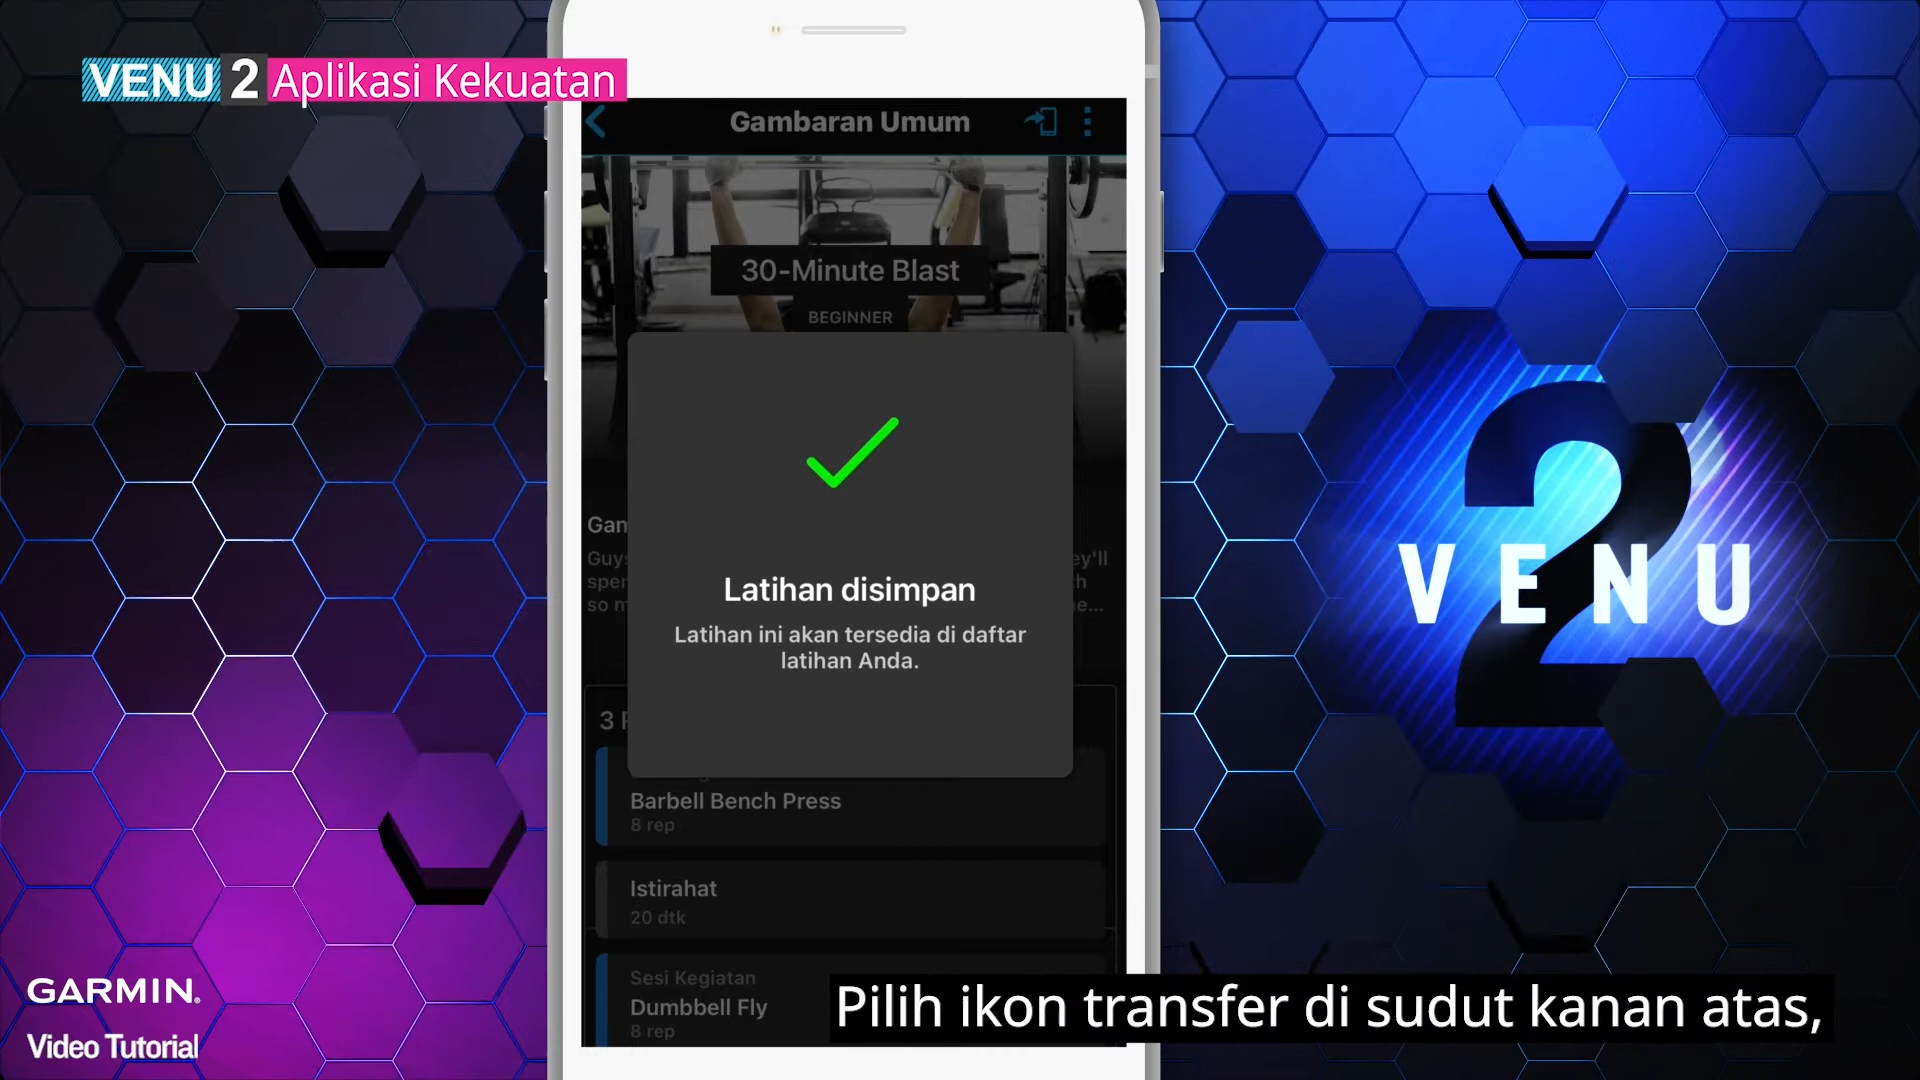 VENU 2 Aplikasi Kekuatan
Gambaran Umum
30-Minute Blast
BEGINNER
Latihan disimpan
Latihan ini akan tersedia di daftar
latihan Anda.
3
Barbell Bench Press
8 rep
Istirahat
20 dtk
Sesi Kegiatan
Dumbbell Fly
8 rep
2
VENU
GARMIN
Video Tutorial
Pilih ikon transfer di sudut kanan atas,